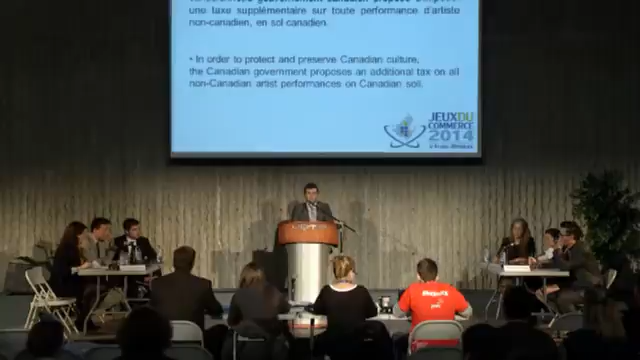 une taxe supplémentaire sur toute performance d'artiste
non-canadien, en sol canadien.
• In order to protect and preserve Canadian culture,
the Canadian government proposes an additional tax on all
non-Canadian artist performances on Canadian soil.
JEUX DU
COMMERCE
2014